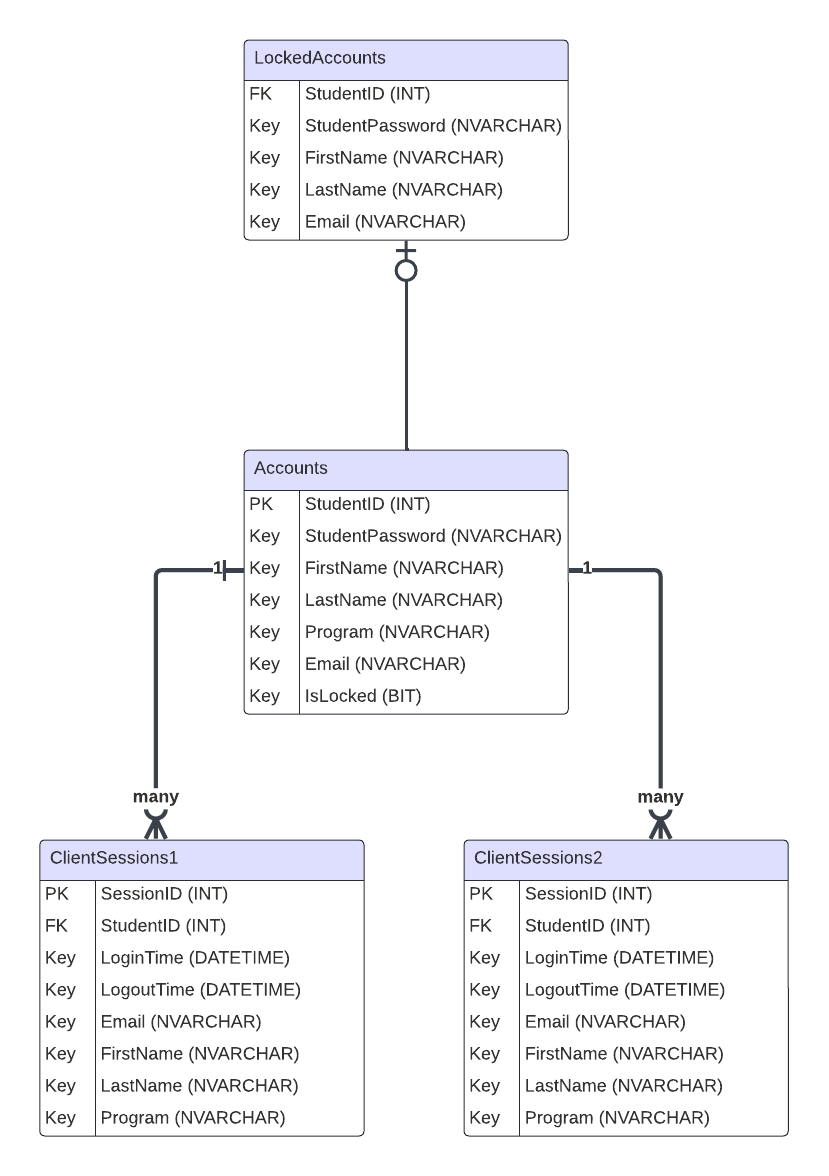 LockedAccounts
FK StudentID (INT)
Key StudentPassword (NVARCHAR)
Key FirstName (NVARCHAR)
Key LastName (NVARCHAR)
Key Email (NVARCHAR)
Accounts
PK StudentID (INT)
Key StudentPassword (NVARCHAR)
1 Key FirstName (NVARCHAR) 1
Key LastName (NVARCHAR)
Key Program (NVARCHAR)
Key Email (NVARCHAR)
Key IsLocked (BIT)
many
many
ClientSessions1
PK SessionID (INT)
FK StudentID (INT)
Key LoginTime (DATETIME)
Key LogoutTime (DATETIME)
Key Email (NVARCHAR)
Key FirstName (NVARCHAR)
Key LastName (NVARCHAR)
Key Program (NVARCHAR)
ClientSessions2
PK SessionID (INT)
FK StudentID (INT)
Key LoginTime (DATETIME)
Key LogoutTime (DATETIME)
Key Email (NVARCHAR)
Key FirstName (NVARCHAR)
Key LastName (NVARCHAR)
Key Program (NVARCHAR)